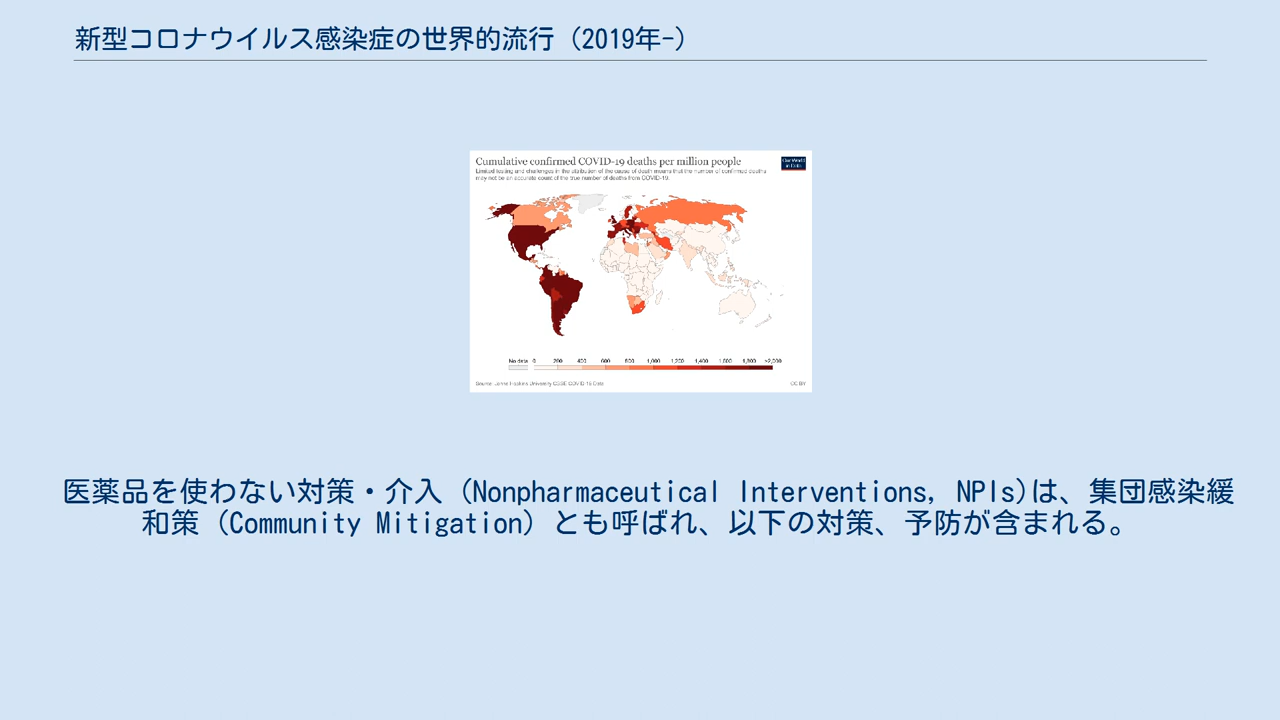 新型コロナウイルス感染症の世界的流行（2019年-）
Cumulative confirmed COVID-19 deaths per million people
Our World in Data
Limited testing and challenges in the attribution of the cause of death means that the number of confirmed deaths
may not be an accurate count of the true number of deaths from COVID-19.
No data 0 200 400 600 800 1,000 1,200 1,400 1,600 1,800 >2,000
Source: Johns Hopkins University CSSE COVID-19 Data
CC BY
医薬品を使わない対策・介入（Nonpharmaceutical Interventions, NPIs)は、集団感染緩
和策（Community Mitigation）とも呼ばれ、以下の対策、予防が含まれる。